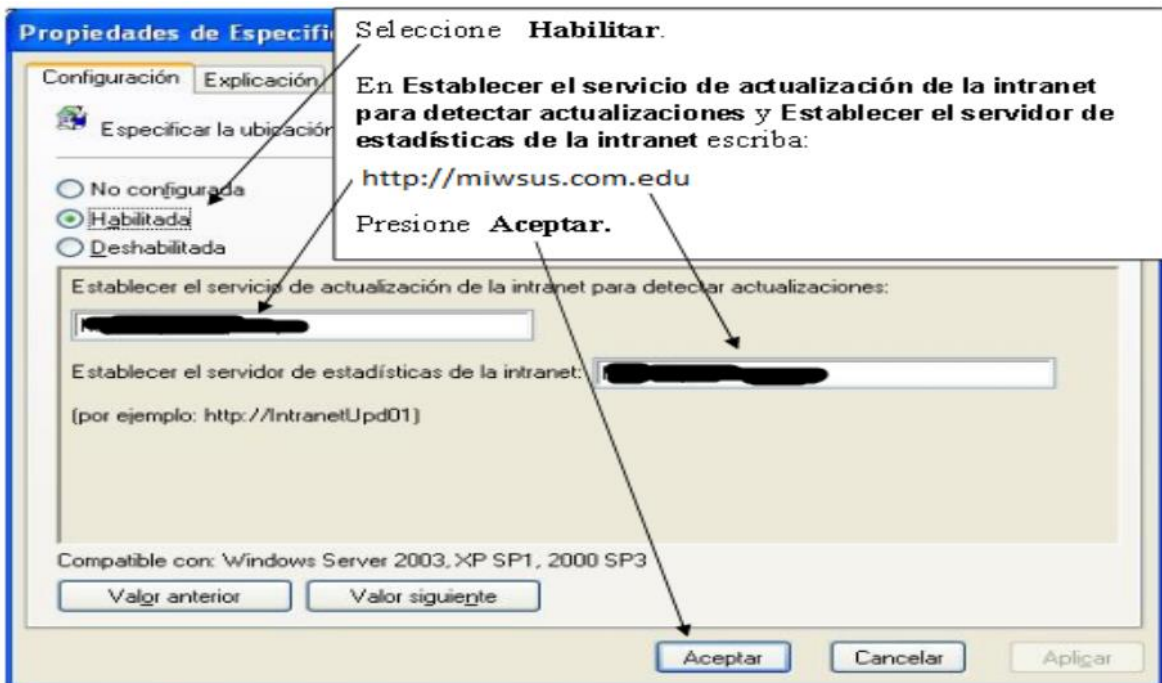 Propiedades de Especifi
Seleccione Habilitar.
En Establecer el servicio de actualización de la intranet
para detectar actualizaciones y Establecer el servidor de
estadísticas de la intranet escriba:
http://miwsus.com.edu
Presione Aceptar.
Configuración
Explicación
Especificar la ubicación
No configurada
Habilitada
Deshabilitada
Establecer el servicio de actualización de la intranet para detectar actualizaciones:
Establecer el servidor de estadísticas de la intranet:
(por ejemplo: http://IntranetUpd01)
Compatible con: Windows Server 2003, XP SP1, 2000 SP3
Valor anterior
Valor siguiente
Aceptar
Cancelar
Aplicar